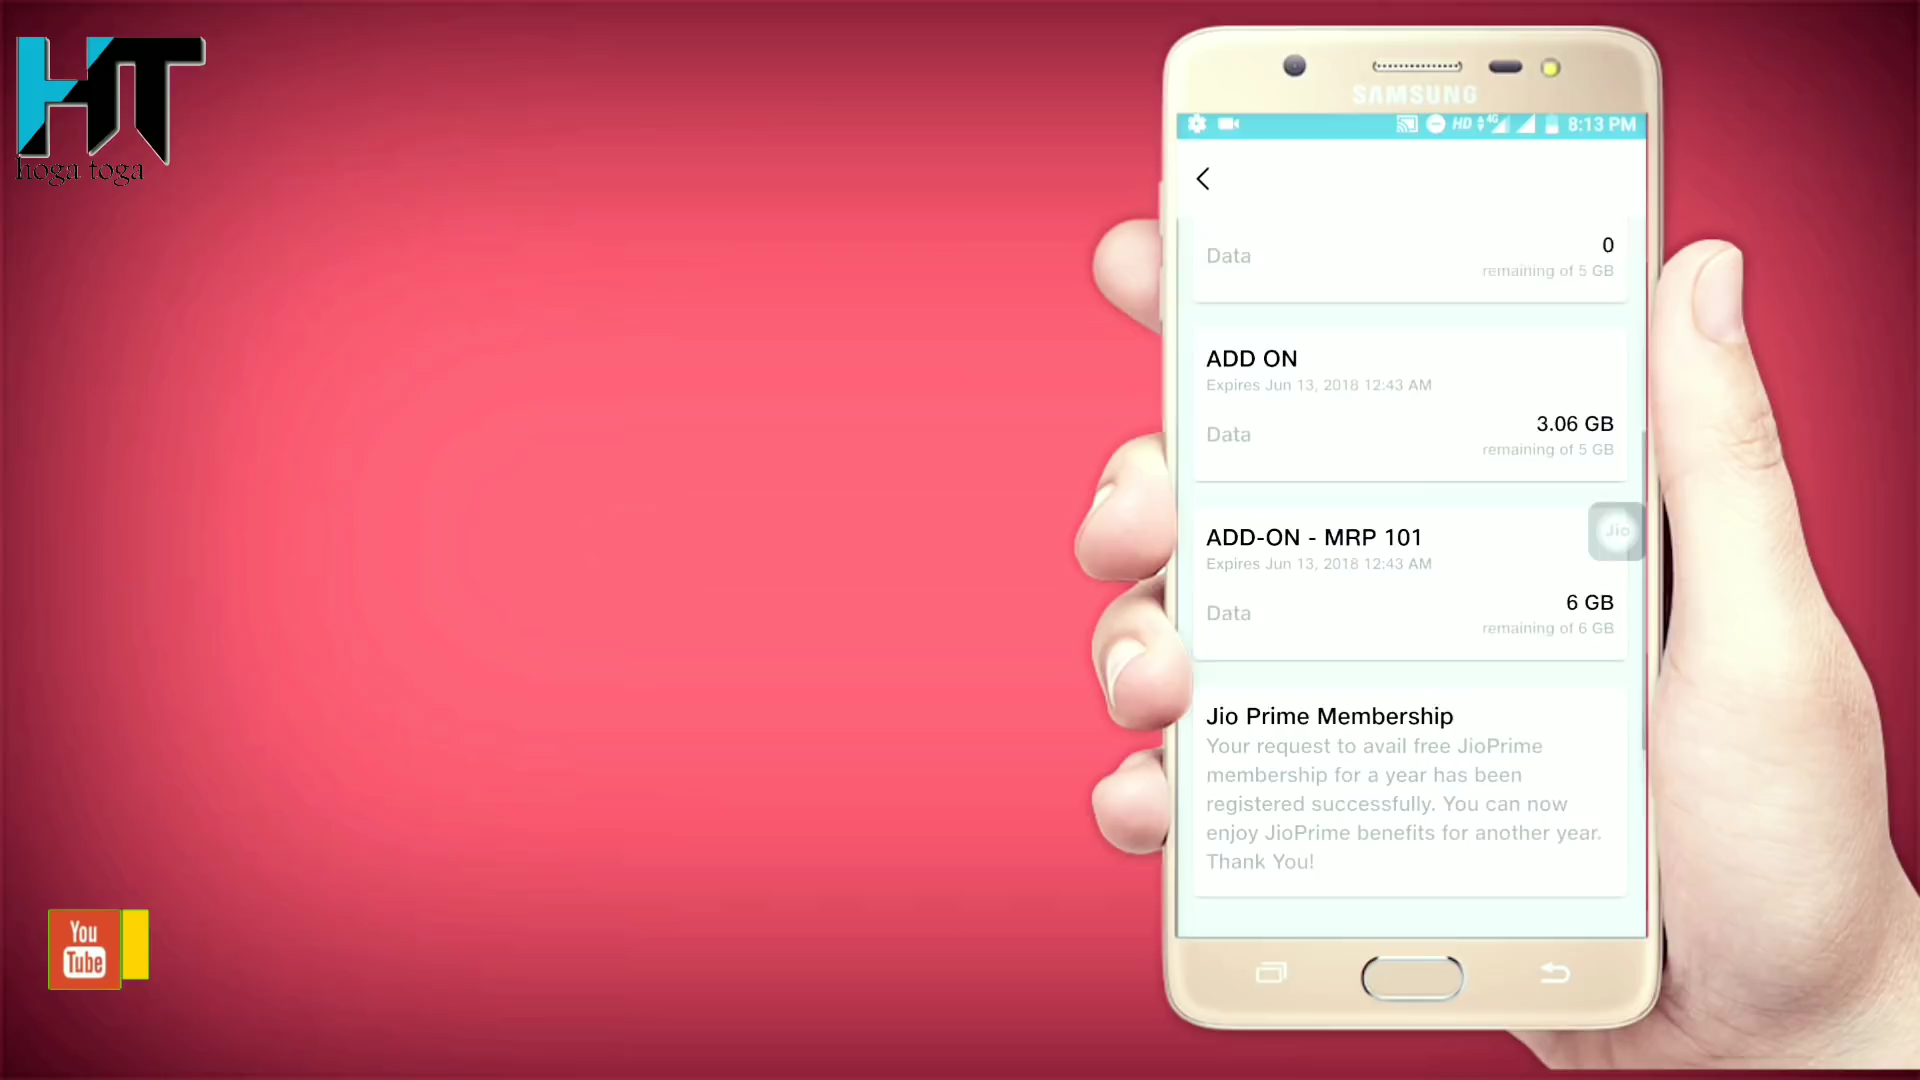 HT
hoga toga
SAMSUNG
HD 4G 8:13 PM
Data
0
remaining of 5 GB
ADD ON
Expires Jun 13, 2018 12:43 AM
Data
3.06 GB
remaining of 5 GB
ADD-ON - MRP 101
Expires Jun 13, 2018 12:43 AM
Jio
Data
6 GB
remaining of 6 GB
Jio Prime Membership
Your request to avail free JioPrime
membership for a year has been
registered successfully. You can now
enjoy JioPrime benefits for another year.
Thank You!
You
Tube